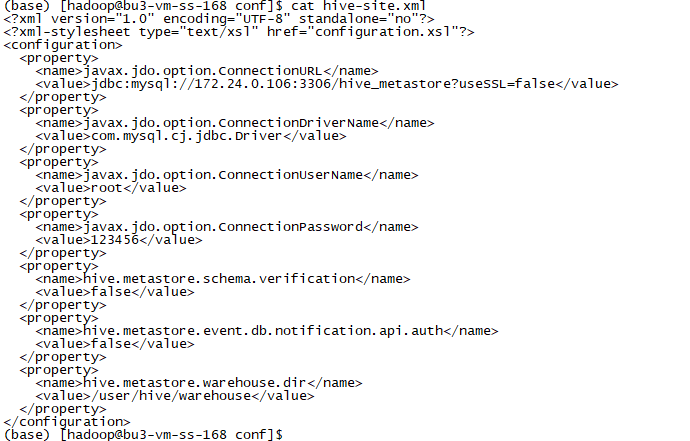 (base) [hadoop@bu3-vm-ss-168 conf]$ cat hive-site.xml
<?xml version="1.0" encoding="UTF-8" standalone="no"?>
<?xml-stylesheet type="text/xsl" href="configuration.xsl"?>
<configuration>
  <property>
    <name>javax.jdo.option.ConnectionURL</name>
    <value>jdbc:mysql://172.24.0.106:3306/hive_metastore?useSSL=false</value>
  </property>
  <property>
    <name>javax.jdo.option.ConnectionDriverName</name>
    <value>com.mysql.cj.jdbc.Driver</value>
  </property>
  <property>
    <name>javax.jdo.option.ConnectionUserName</name>
    <value>root</value>
  </property>
  <property>
    <name>javax.jdo.option.ConnectionPassword</name>
    <value>123456</value>
  </property>
  <property>
    <name>hive.metastore.schema.verification</name>
    <value>false</value>
  </property>
  <property>
    <name>hive.metastore.event.db.notification.api.auth</name>
    <value>false</value>
  </property>
  <property>
    <name>hive.metastore.warehouse.dir</name>
    <value>/user/hive/warehouse</value>
  </property>
</configuration>
(base) [hadoop@bu3-vm-ss-168 conf]$